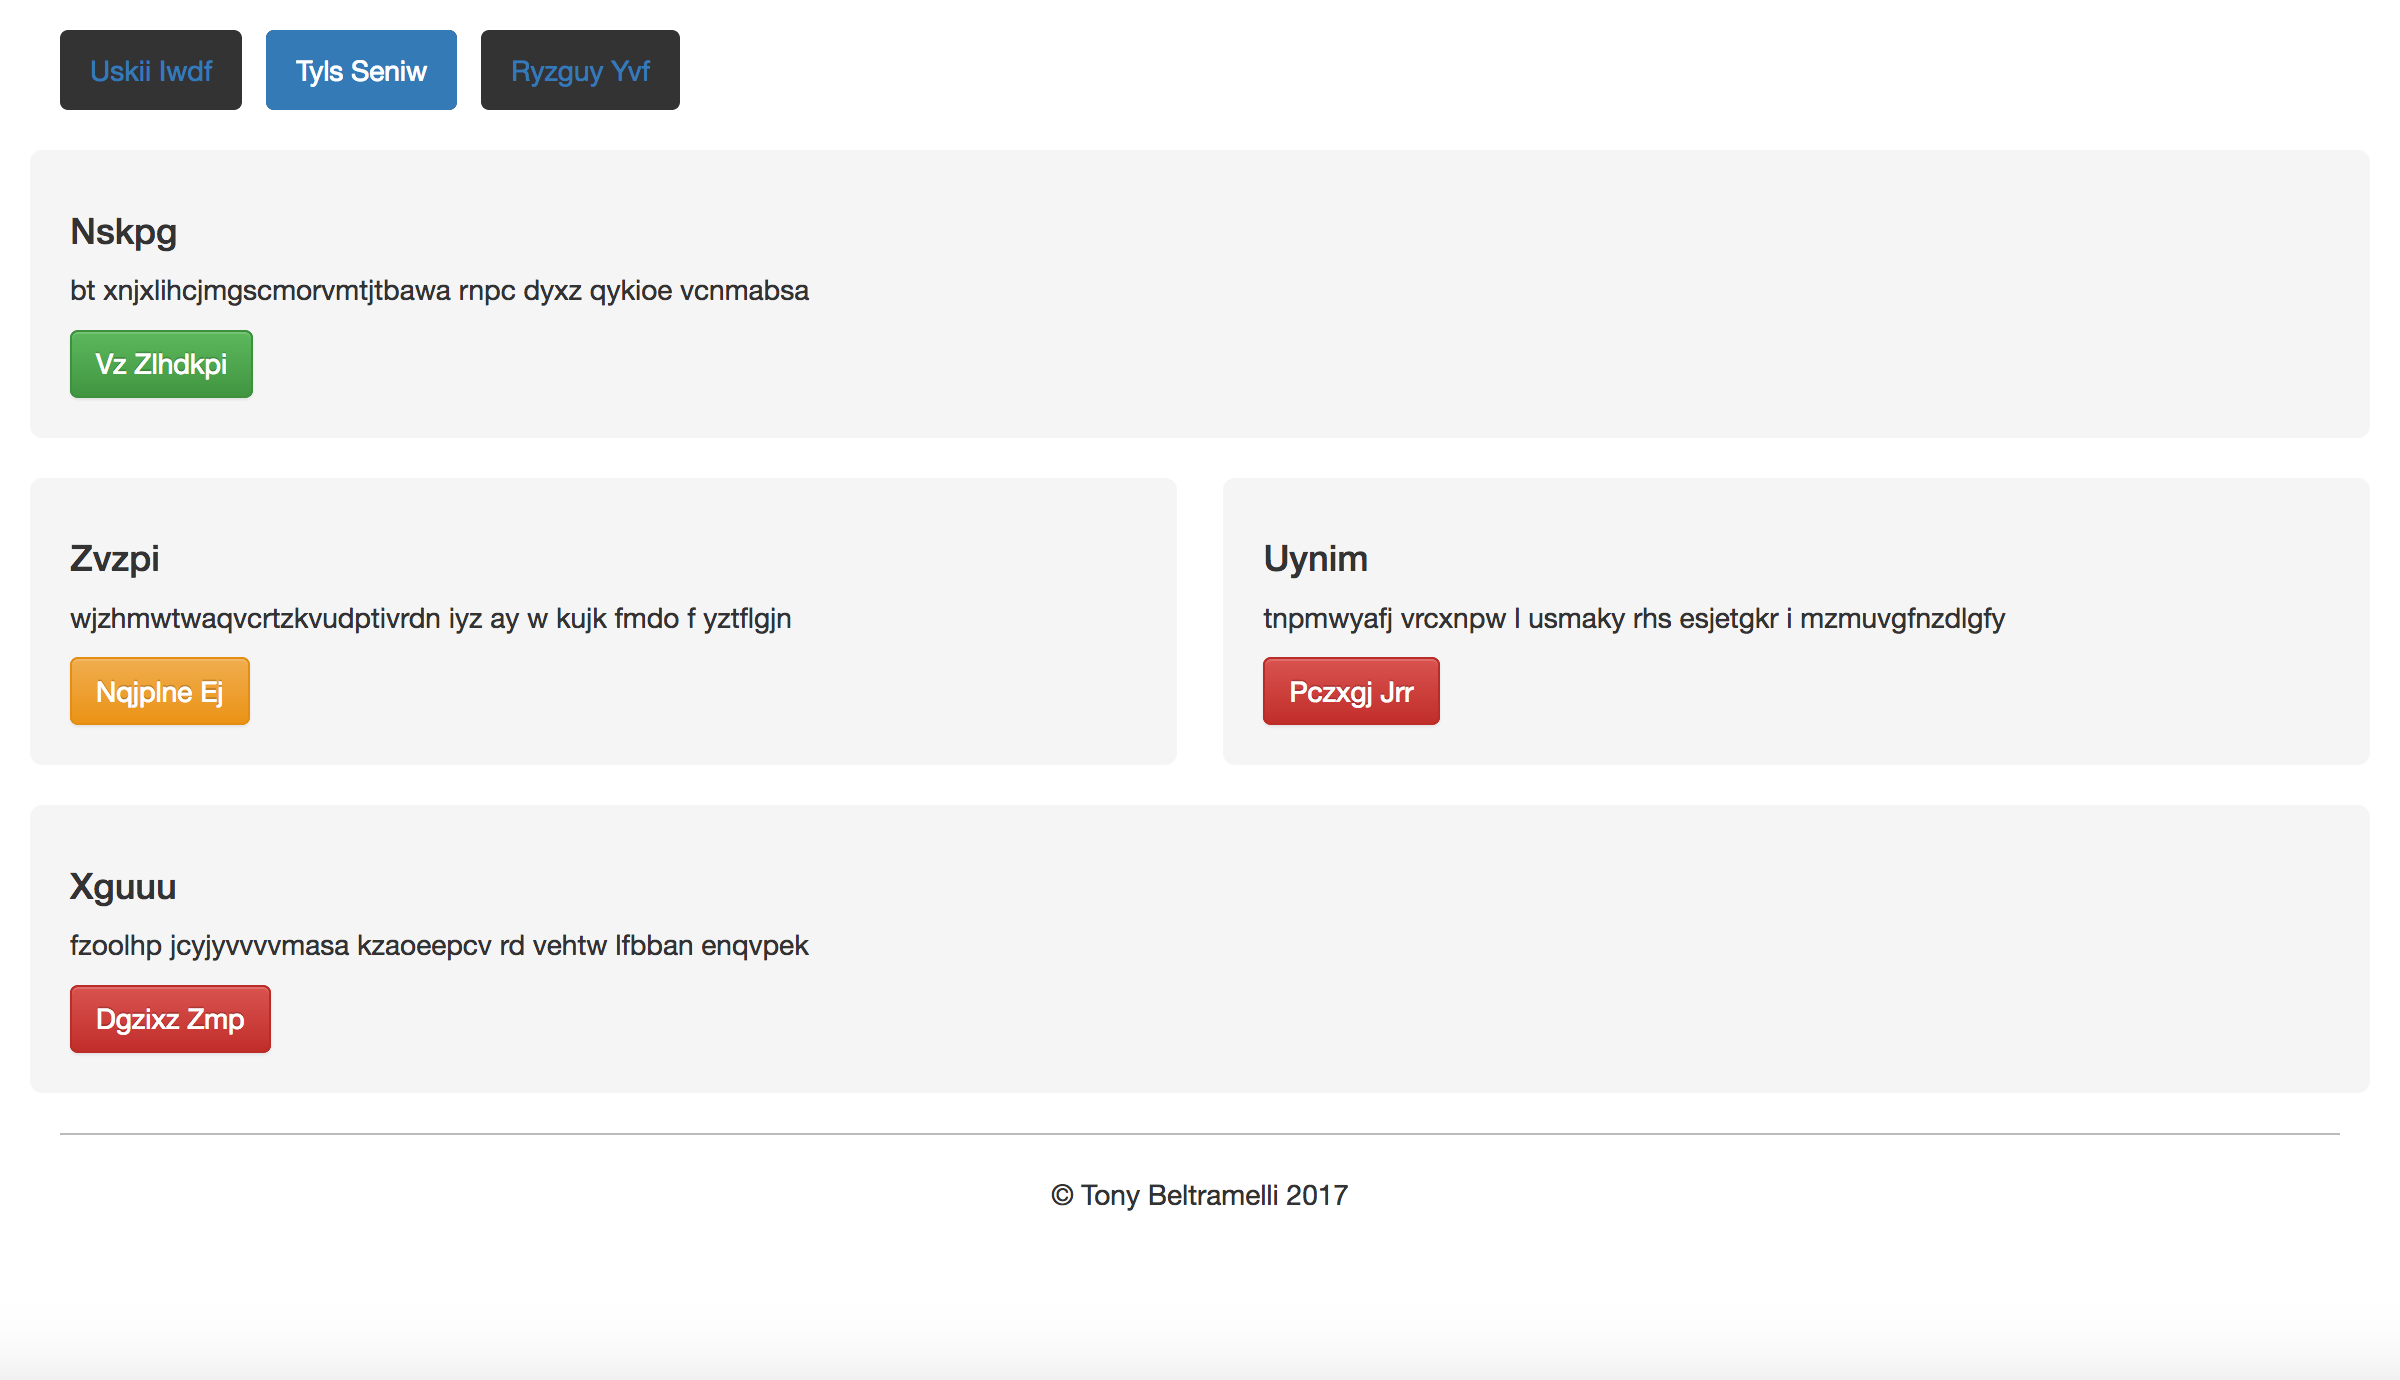 Uskii Iwdf Tyls Seniw Ryzguy Yvf
Nskpg
bt xnjxlihcjmgscmorvmtjtbawa rnpc dyxz qykioe vcnmabsa
Vz Zlhdkpi
Zvzpi
wjzhmwtwaqvcrtzkvudptivrdn iyz ay w kujk fmdo f yztflgjn
Nqjplne Ej
Uynim
tnpmwyafj vrcxnpw l usmaky rhs esjetgkr i mzmuvgfnzdlgfy
Pczxgj Jrr
Xguuu
fzoolhp jcyjyvvvvmasa kzaoeepcv rd vehtw lfbban enqvpek
Dgzixz Zmp
© Tony Beltramelli 2017